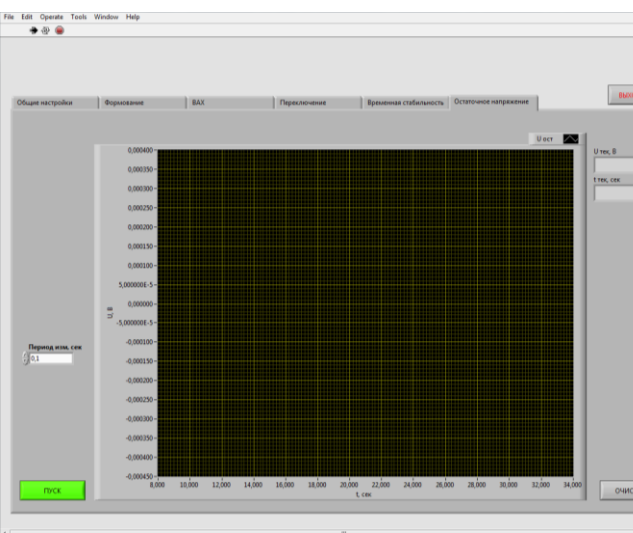 File Edit Operate Tools Window Help
Общие настройки Формование ВАХ Переключение Временная стабильность Остаточное напряжение
U ост
U тек, В
t тек, сек
0,000400
0,000350
0,000300
0,000250
0,000200
0,000150
0,000100
5,000000E-5
0,000000
-5,000000E-5
-0,000100
-0,000150
-0,000200
-0,000250
-0,000300
-0,000350
-0,000400
-0,000450
U, В
Период изм, сек
0,1
8,000 10,000 12,000 14,000 16,000 18,000 20,000 22,000 24,000 26,000 28,000 30,000 32,000 34,000
t, сек
ПУСК